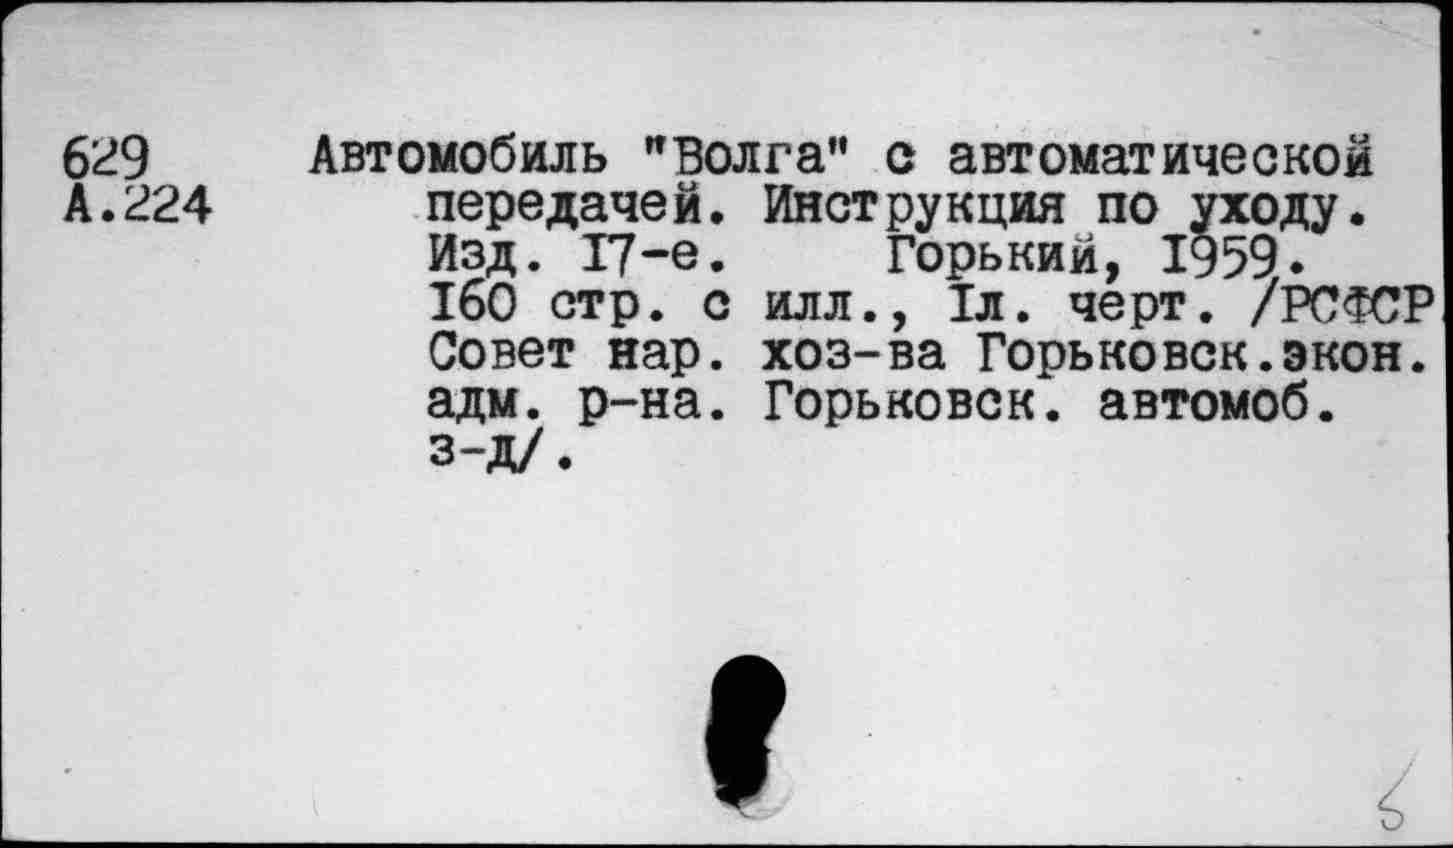 629 Автомобиль "Волга" с автоматической
А.224 передачей. Инструкция по уходу.
Изд. 17-е. Горький, 1959.
160 стр. с илл., 1л. черт. /РСФСР
Совет нар. хоз-ва Горьковск.экон.
адм. р-на. Горьковск. автомоб.
з-д/.